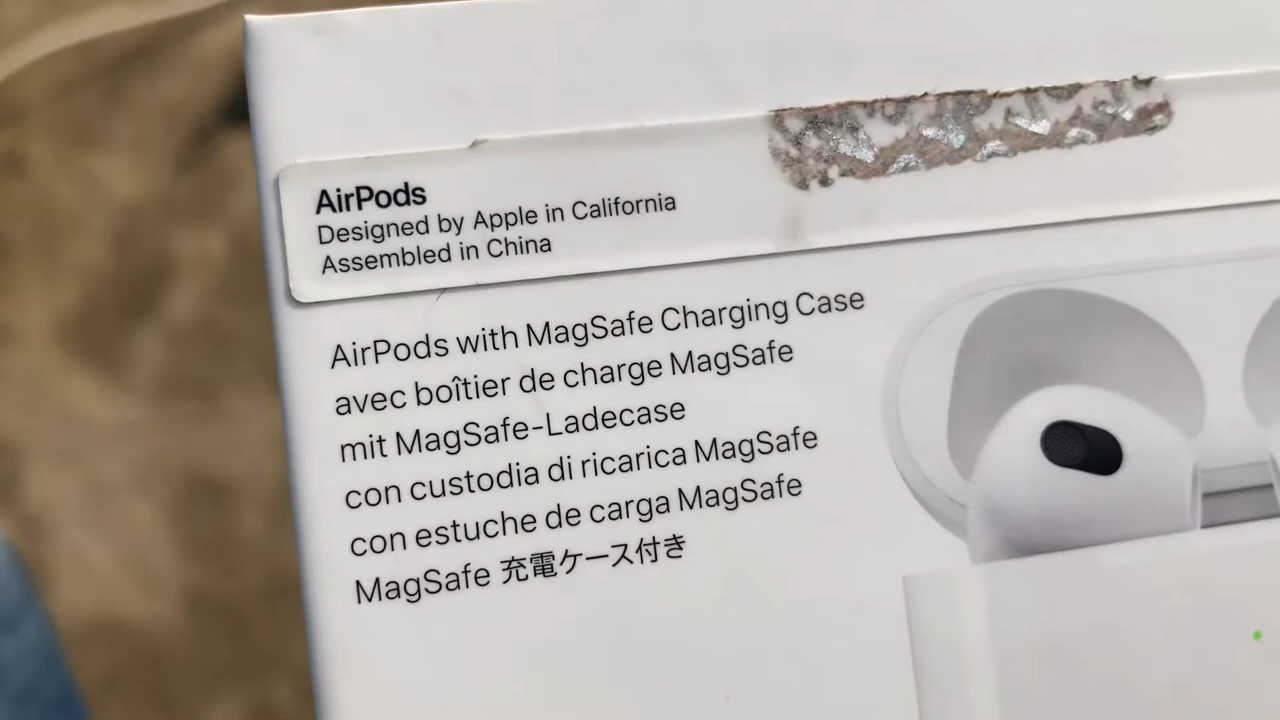 AirPods
Designed by Apple in California
Assembled in China
AirPods with MagSafe Charging Case
avec boîtier de charge MagSafe
mit MagSafe-Ladecase
con custodia di ricarica MagSafe
con estuche de carga MagSafe
MagSafe 充電ケース付き